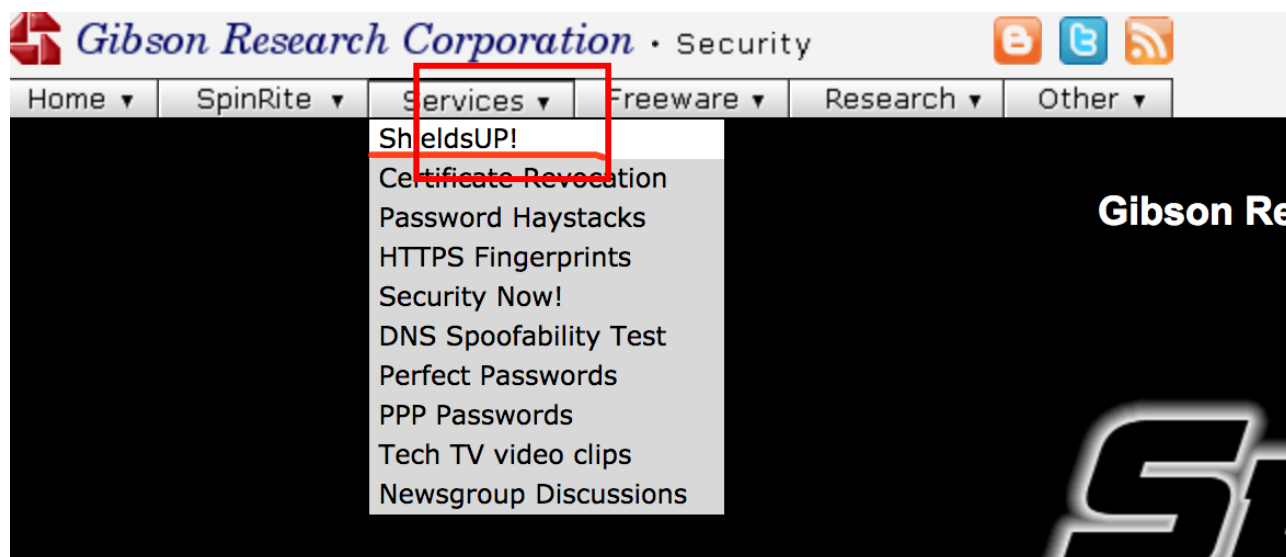 Gibson Research Corporation · Security
Home ▾ SpinRite ▾ Services ▾ Freeware ▾ Research ▾ Other ▾
ShieldsUP!
Certificate Revocation
Password Haystacks
Gibson Re
HTTPS Fingerprints
Security Now!
DNS Spoofability Test
Perfect Passwords
PPP Passwords
Tech TV video clips
Newsgroup Discussions